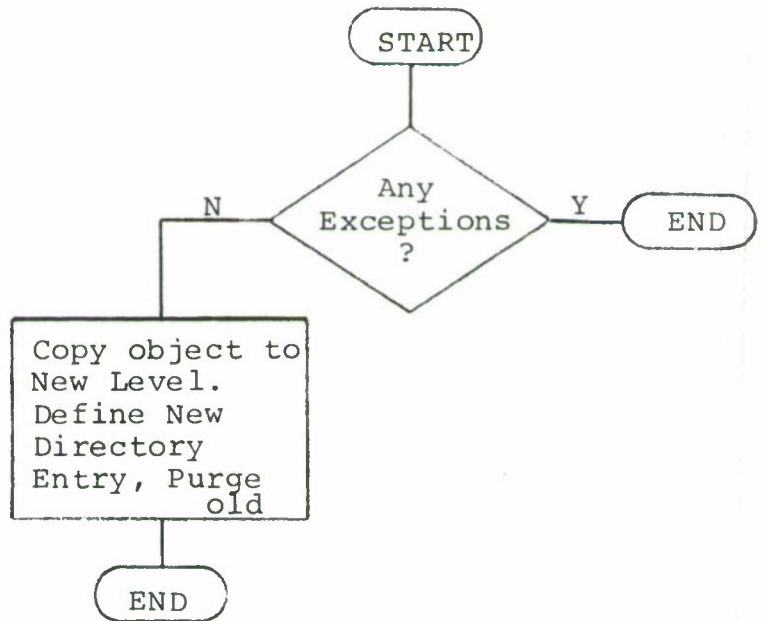 START
Any
Exceptions
?
N
Y
END
Copy object to
New Level.
Define New
Directory
Entry, Purge
old
END